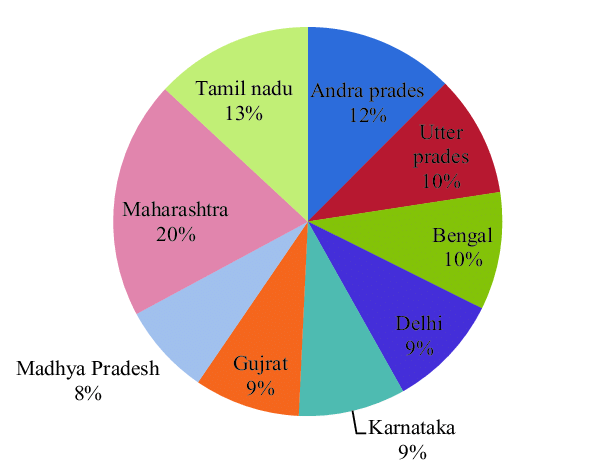 Tamil nadu
13%
Andra prades
12%
Utter
prades
10%
Maharashtra
20%
Bengal
10%
Delhi
9%
Gujrat
9%
Madhya Pradesh
8%
Karnataka
9%